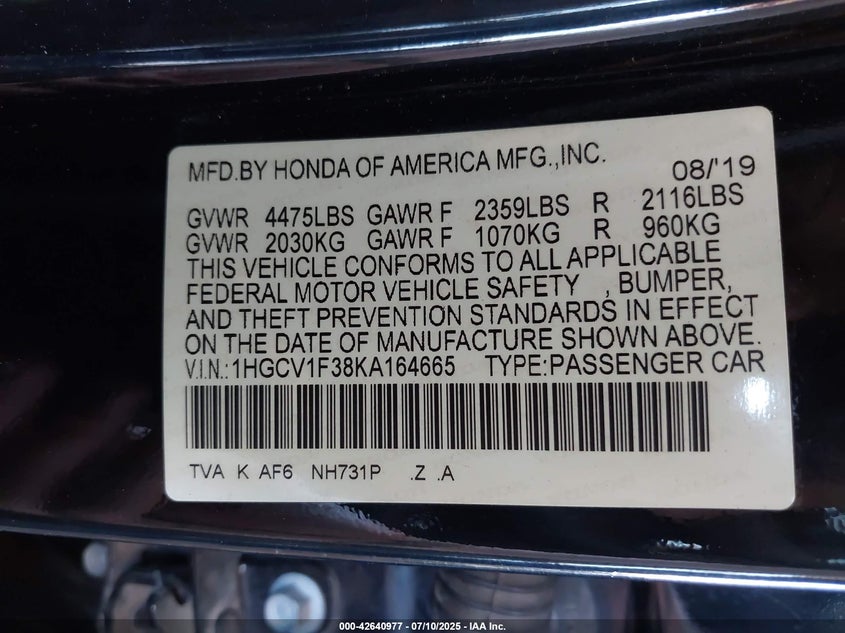 MFD.BY HONDA OF AMERICA MFG.,INC. 08/'19
GVWR 4475LBS GAWR F 2359LBS R 2116LBS
GVWR 2030KG GAWR F 1070KG R 960KG
THIS VEHICLE CONFORMS TO ALL APPLICABLE
FEDERAL MOTOR VEHICLE SAFETY , BUMPER,
AND THEFT PREVENTION STANDARDS IN EFFECT
ON THE DATE OF MANUFACTURE SHOWN ABOVE.
V.I.N.:1HGCV1F38KA164665 TYPE:PASSENGER CAR
TVA K AF6 NH731P .Z .A
000-42640977 - 07/10/2025 - IAA Inc.